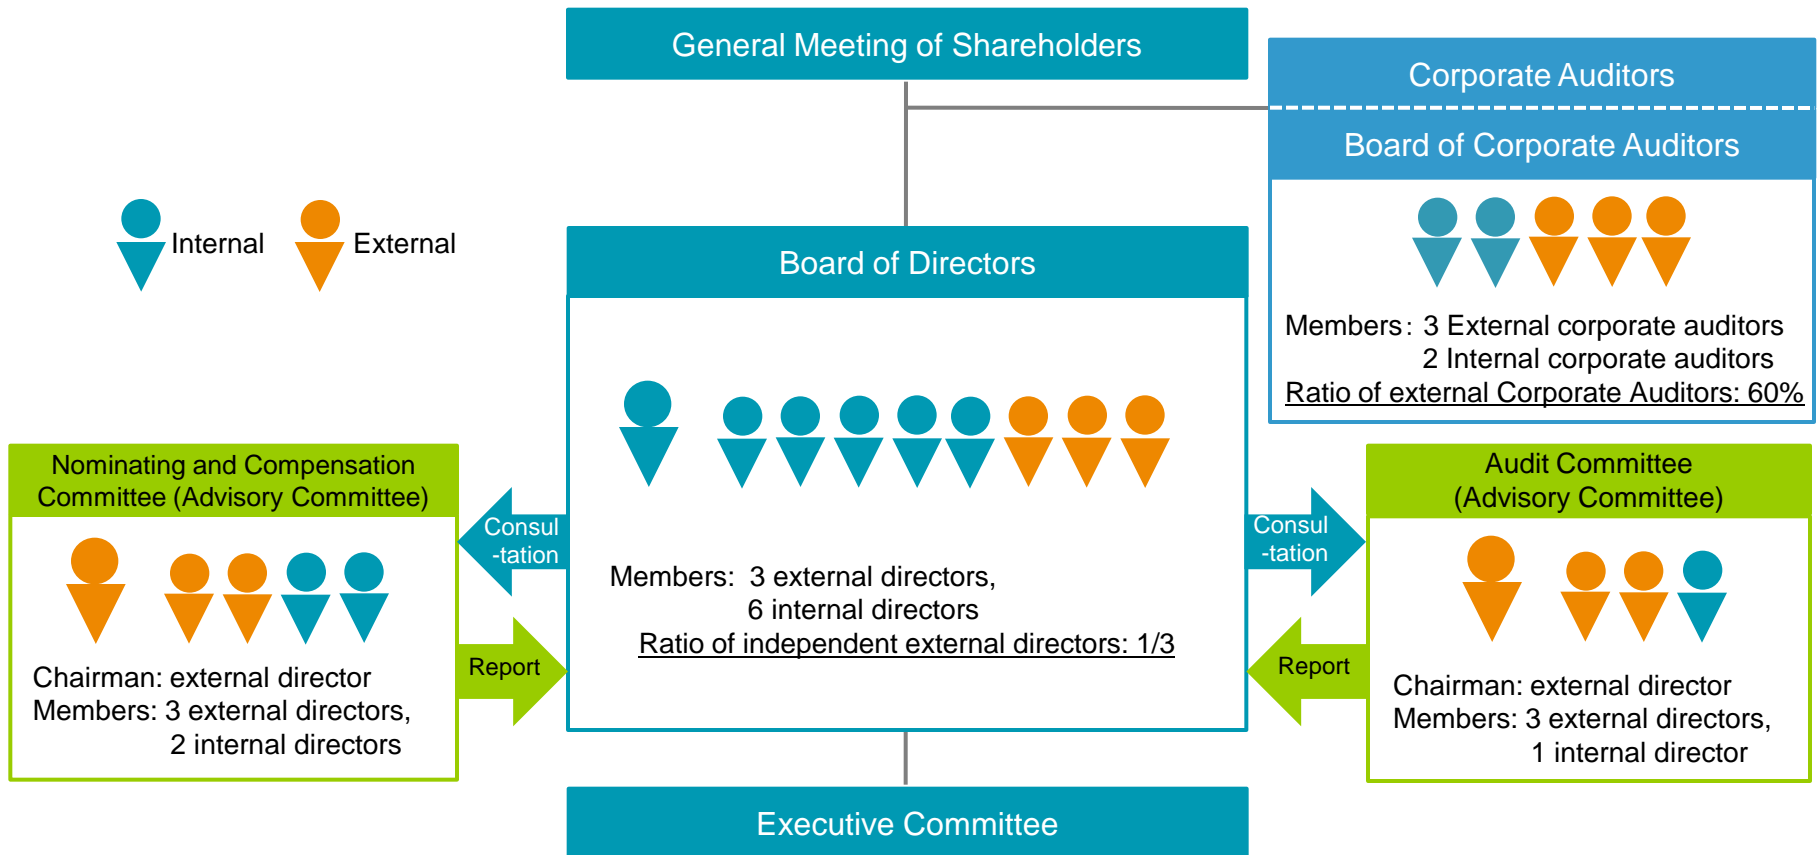 General Meeting of Shareholders
Corporate Auditors
Board of Corporate Auditors
Members: 3 External corporate auditors
2 Internal corporate auditors
Ratio of external Corporate Auditors: 60%
Internal
External
Board of Directors
Members: 3 external directors,
6 internal directors
Ratio of independent external directors: 1/3
Nominating and Compensation
Committee (Advisory Committee)
Chairman: external director
Members: 3 external directors,
2 internal directors
Consul
-tation
Report
Consul
-tation
Report
Audit Committee
(Advisory Committee)
Chairman: external director
Members: 3 external directors,
1 internal director
Executive Committee